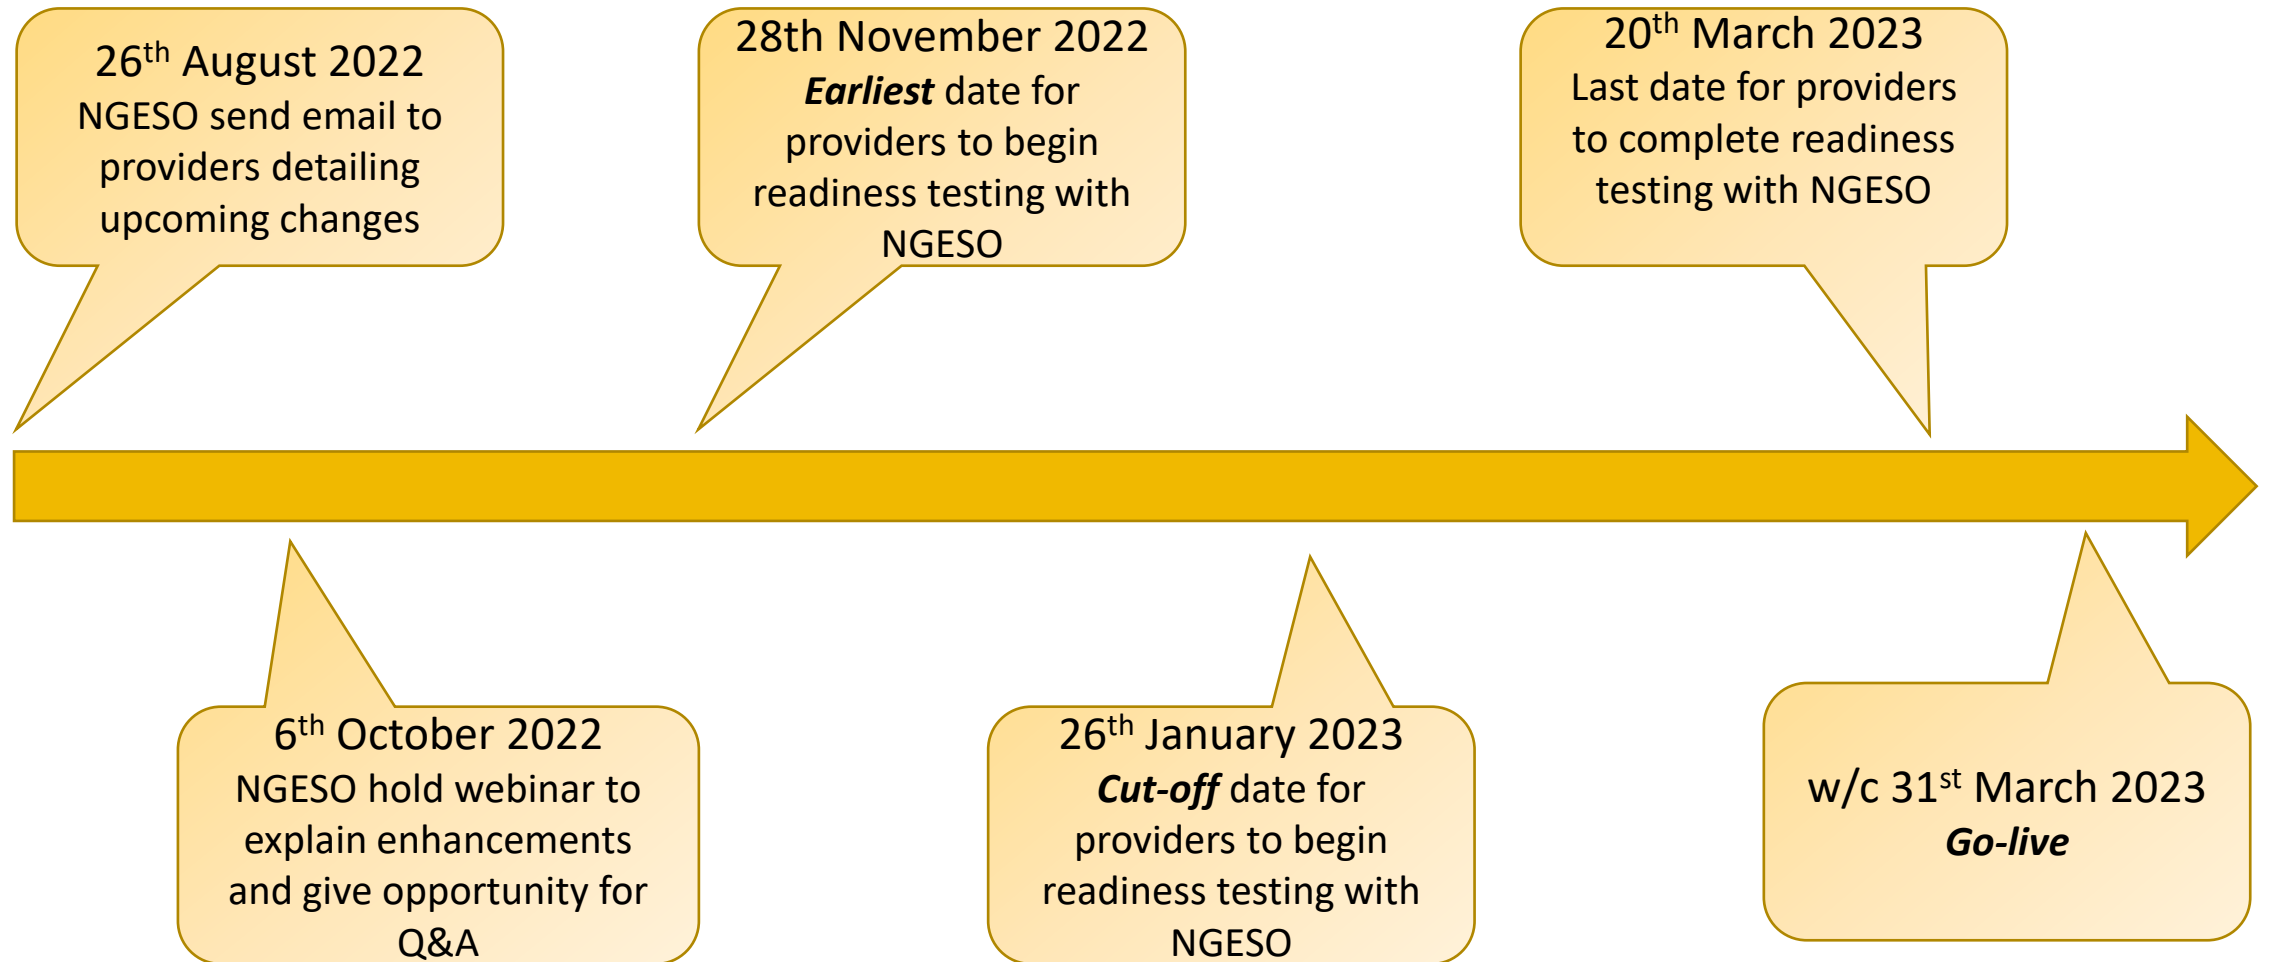 26th August 2022
NGESO send email to
providers detailing
upcoming changes
28th November 2022
Earliest date for
providers to begin
readiness testing with
NGESO
20th March 2023
Last date for providers
to complete readiness
testing with NGESO
6th October 2022
NGESO hold webinar to
explain enhancements
and give opportunity for
Q&A
26th January 2023
Cut-off date for
providers to begin
readiness testing with
NGESO
w/c 31st March 2023
Go-live